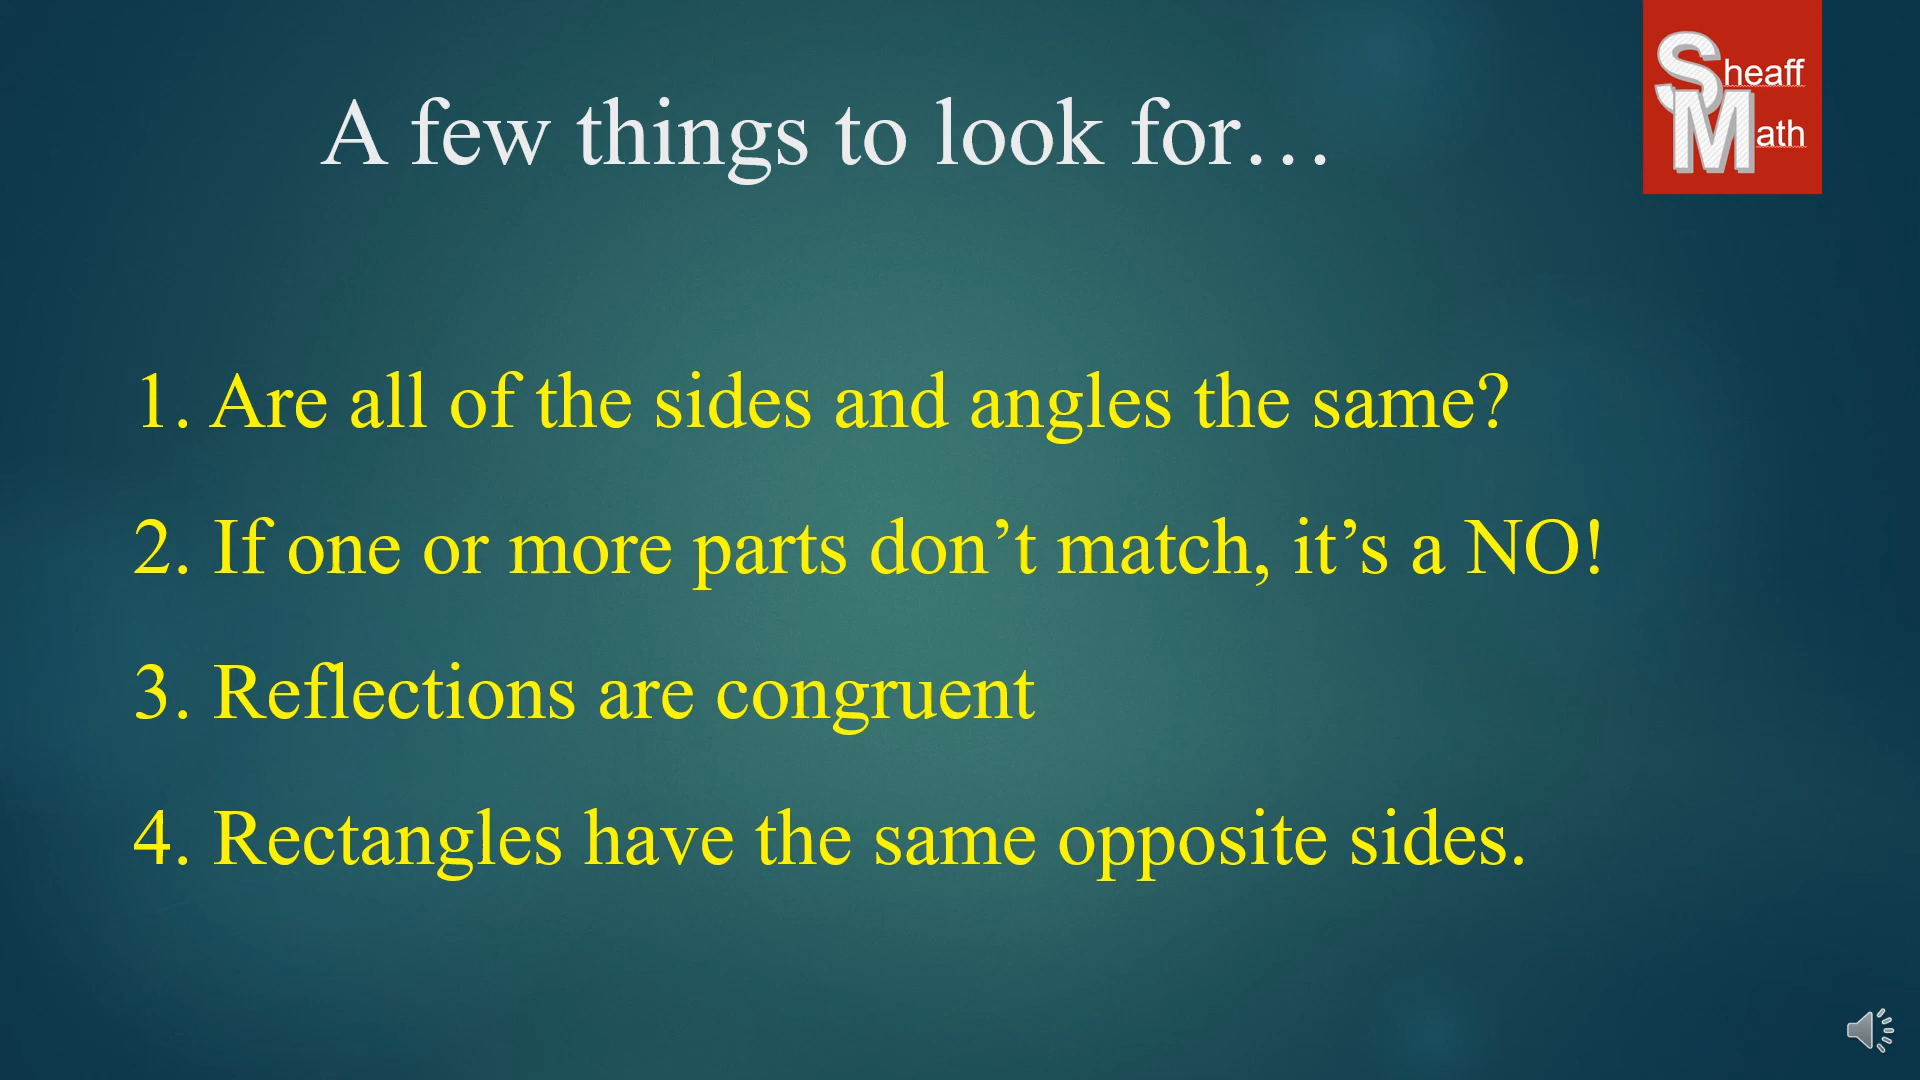 Sheaff
Math
A few things to look for…
1. Are all of the sides and angles the same?
2. If one or more parts don’t match, it’s a NO!
3. Reflections are congruent
4. Rectangles have the same opposite sides.